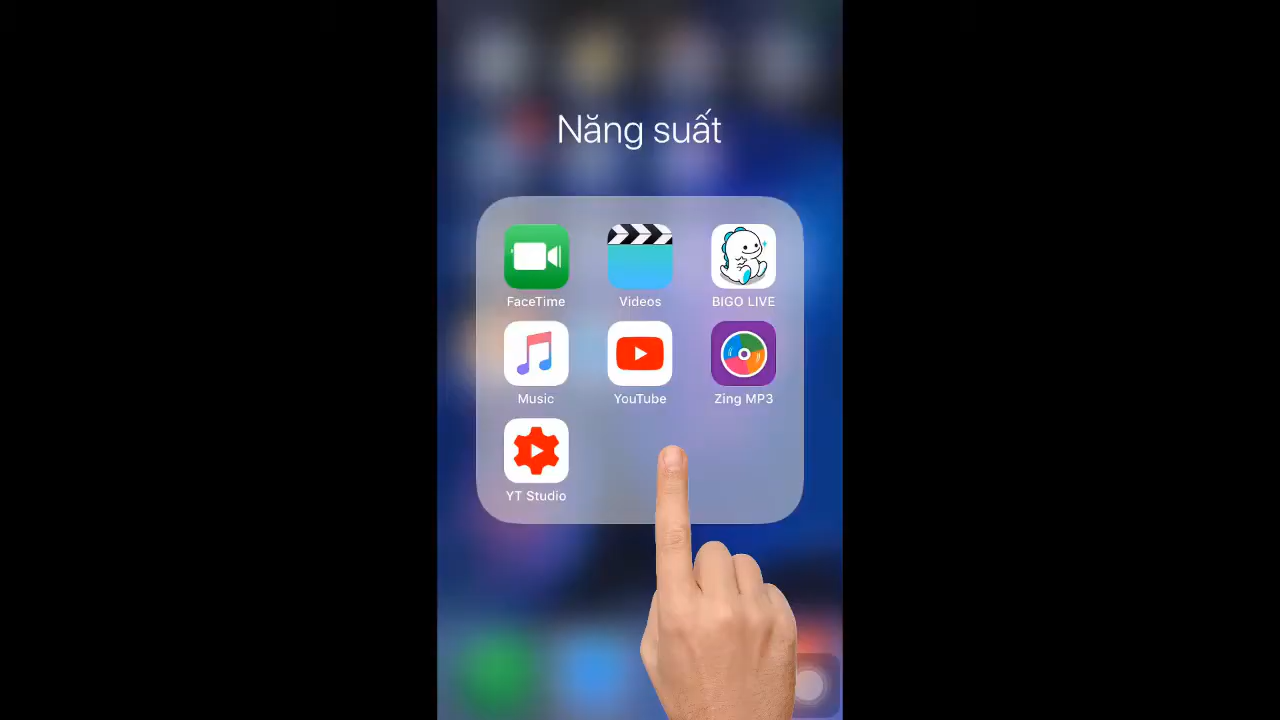 Năng suất
FaceTime
Videos
BIGO LIVE
Music
YouTube
Zing MP3
YT Studio